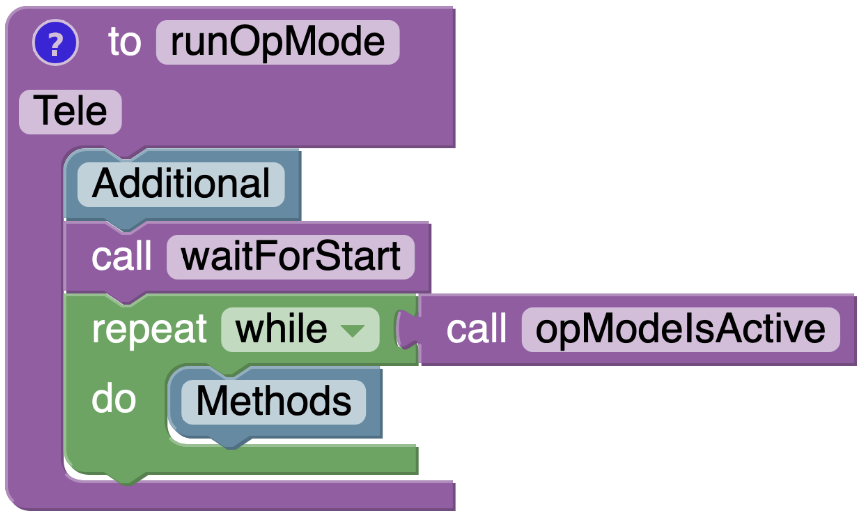 ? to runOpMode
Tele
Additional
call waitForStart
repeat while call opModeIsActive
do Methods